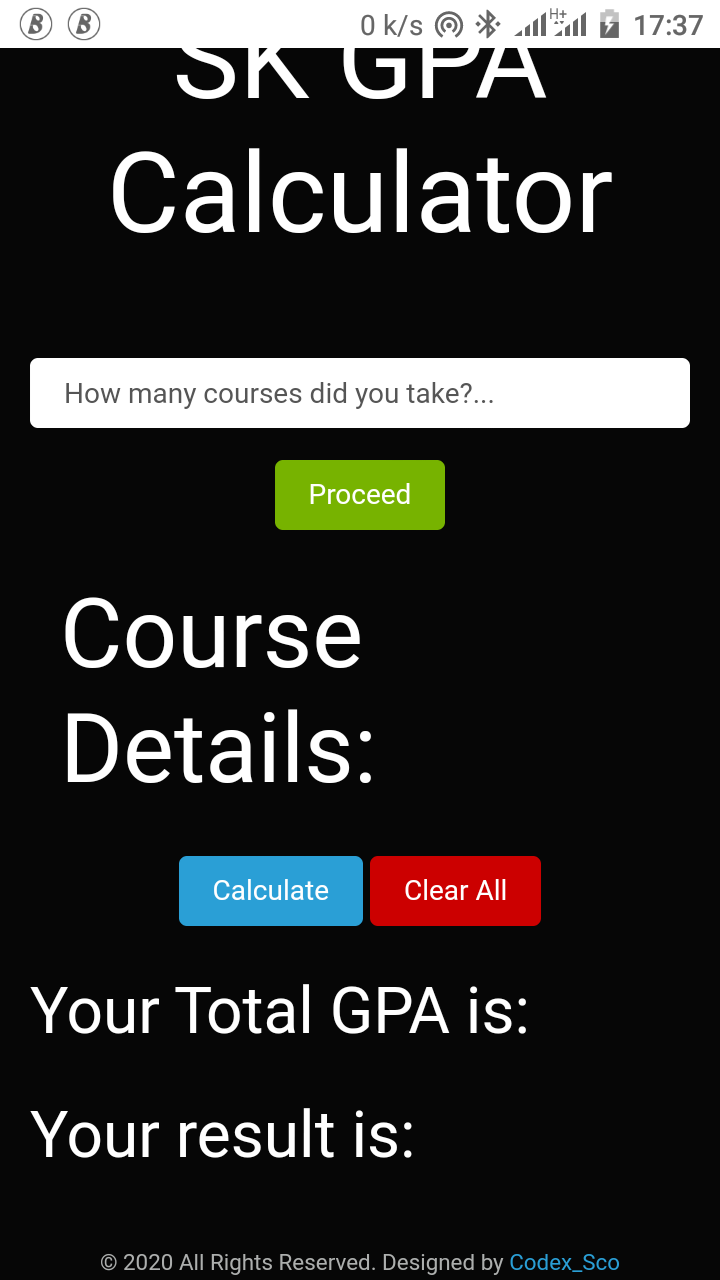 0 k/s H+ 17:37
SK GPA
Calculator
How many courses did you take?...
Proceed
Course
Details:
Calculate Clear All
Your Total GPA is:
Your result is:
© 2020 All Rights Reserved. Designed by Codex_Sco